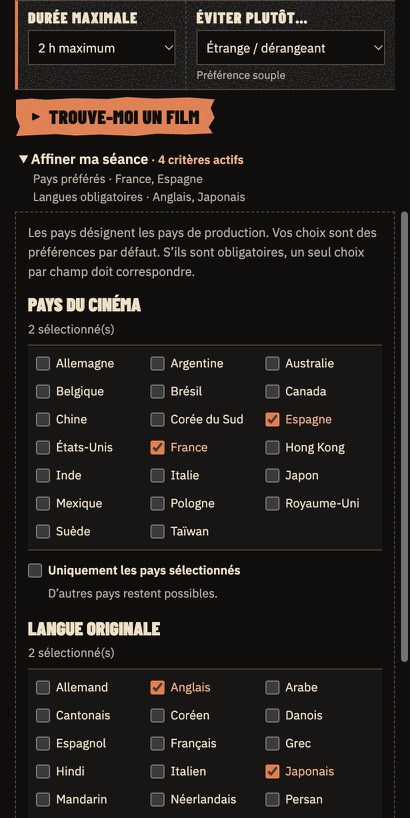 DURÉE MAXIMALE
ÉVITER PLUTÔT…
2 h maximum
Étrange / dérangeant
Préférence souple
► TROUVE-MOI UN FILM
▼ Affiner ma séance · 4 critères actifs
Pays préférés · France, Espagne
Langues obligatoires · Anglais, Japonais
Les pays désignent les pays de production. Vos choix sont des
préférences par défaut. S’ils sont obligatoires, un seul choix
par champ doit correspondre.
PAYS DU CINÉMA
2 sélectionné(s)
Allemagne Argentine Australie
Belgique Brésil Canada
Chine Corée du Sud Espagne
États-Unis France Hong Kong
Inde Italie Japon
Mexique Pologne Royaume-Uni
Suède Taïwan
Uniquement les pays sélectionnés
D’autres pays restent possibles.
LANGUE ORIGINALE
2 sélectionné(s)
Allemand Anglais Arabe
Cantonais Coréen Danois
Espagnol Français Grec
Hindi Italien Japonais
Mandarin Néerlandais Persan